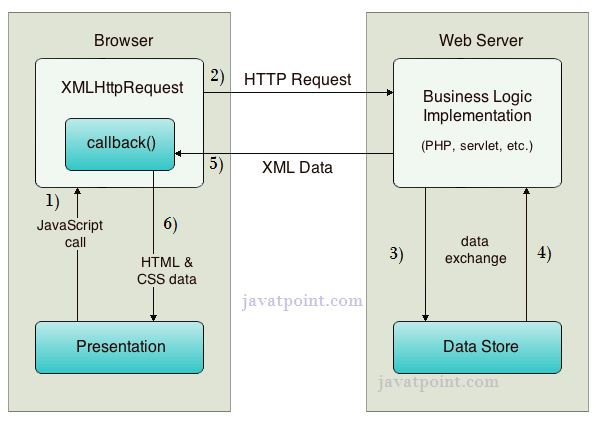 Browser
Web Server
XMLHttpRequest
2)
HTTP Request
Business Logic
Implementation
(PHP, servlet, etc.)
callback()
5)
XML Data
1)
JavaScript
call
6)
HTML &
CSS data
3)
data
exchange
4)
javatpoint.com
Presentation
Data Store
javatpoint.com